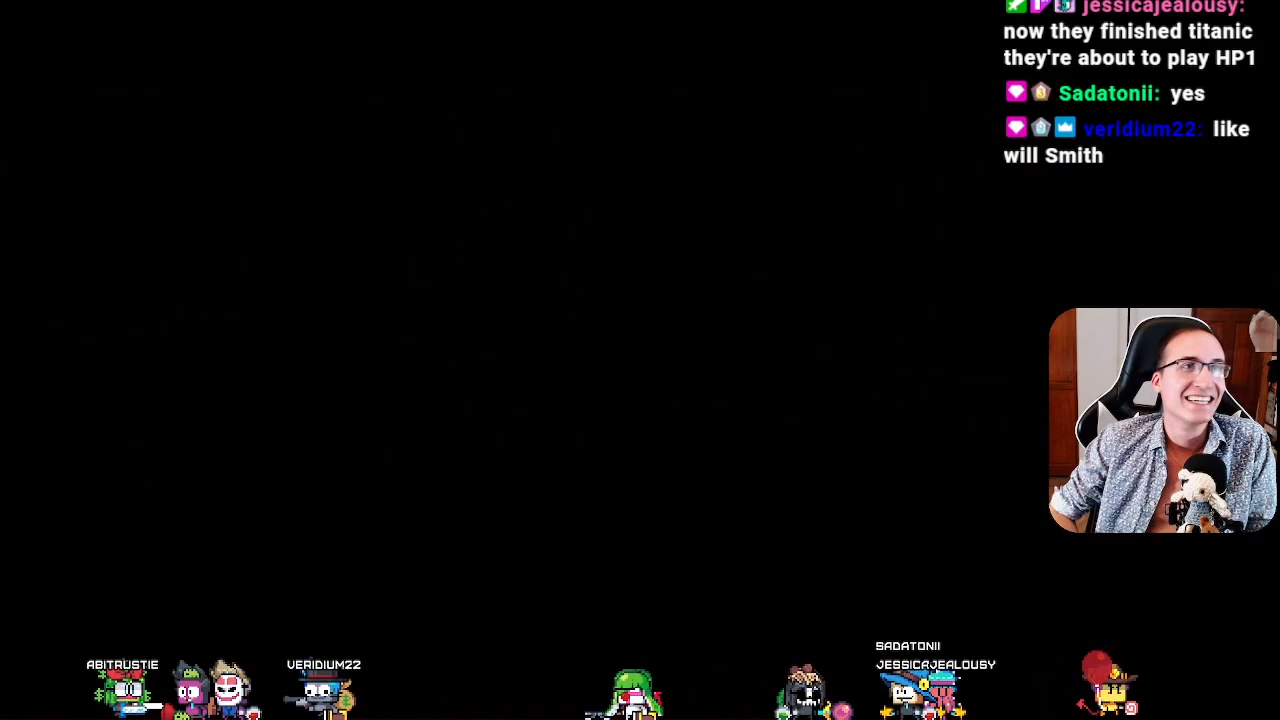 jessicajealousy:
now they finished titanic
they're about to play HP1
Sadatonii: yes
veridium22: like
will Smith
SADATONII
ABITRUSTIE
VERIDIUM22
JESSICAJEALOUSY